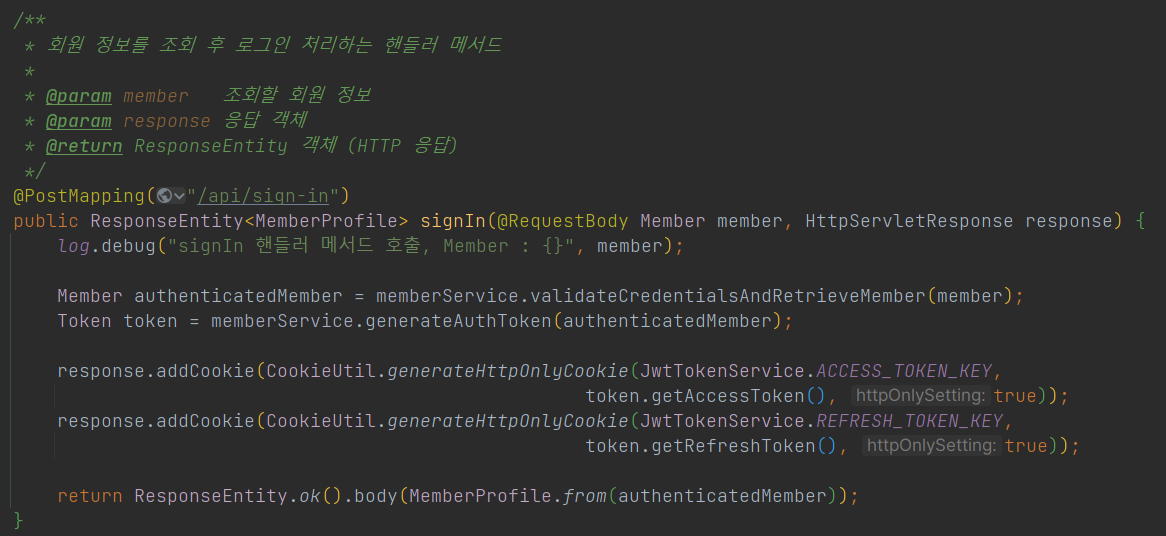 /**
 * 회원 정보를 조회 후 로그인 처리하는 핸들러 메서드
 *
 * @param member   조회할 회원 정보
 * @param response 응답 객체
 * @return ResponseEntity 객체 (HTTP 응답)
 */
@PostMapping("/api/sign-in")
public ResponseEntity<MemberProfile> signIn(@RequestBody Member member, HttpServletResponse response) {
    log.debug("signIn 핸들러 메서드 호출, Member : {}", member);

    Member authenticatedMember = memberService.validateCredentialsAndRetrieveMember(member);
    Token token = memberService.generateAuthToken(authenticatedMember);

    response.addCookie(CookieUtil.generateHttpOnlyCookie(JwtTokenService.ACCESS_TOKEN_KEY,
                                                    token.getAccessToken(), httpOnlySetting: true));
    response.addCookie(CookieUtil.generateHttpOnlyCookie(JwtTokenService.REFRESH_TOKEN_KEY,
                                                    token.getRefreshToken(), httpOnlySetting: true));

    return ResponseEntity.ok().body(MemberProfile.from(authenticatedMember));
}